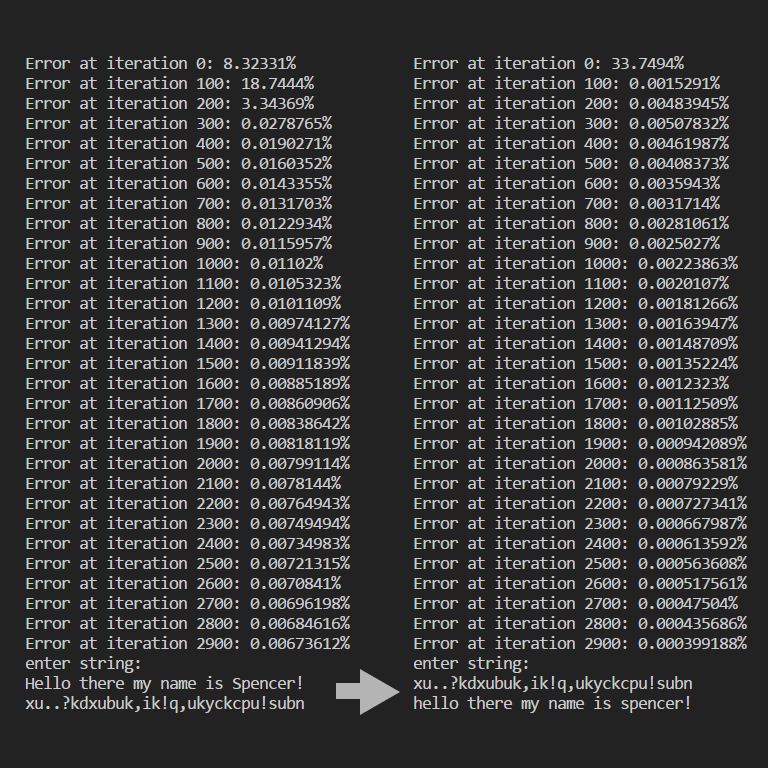 Error at iteration 0: 8.32331%
Error at iteration 100: 18.7444%
Error at iteration 200: 3.34369%
Error at iteration 300: 0.0278765%
Error at iteration 400: 0.0190271%
Error at iteration 500: 0.0160352%
Error at iteration 600: 0.0143355%
Error at iteration 700: 0.0131703%
Error at iteration 800: 0.0122934%
Error at iteration 900: 0.0115957%
Error at iteration 1000: 0.01102%
Error at iteration 1100: 0.0105323%
Error at iteration 1200: 0.0101109%
Error at iteration 1300: 0.00974127%
Error at iteration 1400: 0.00941294%
Error at iteration 1500: 0.00911839%
Error at iteration 1600: 0.00885189%
Error at iteration 1700: 0.00860906%
Error at iteration 1800: 0.00838642%
Error at iteration 1900: 0.00818119%
Error at iteration 2000: 0.00799114%
Error at iteration 2100: 0.0078144%
Error at iteration 2200: 0.00764943%
Error at iteration 2300: 0.00749494%
Error at iteration 2400: 0.00734983%
Error at iteration 2500: 0.00721315%
Error at iteration 2600: 0.0070841%
Error at iteration 2700: 0.00696198%
Error at iteration 2800: 0.00684616%
Error at iteration 2900: 0.00673612%
enter string:
Hello there my name is Spencer!
xu..?kdxubuk,ik!q,ukyckcpu!subn
Error at iteration 0: 33.7494%
Error at iteration 100: 0.0015291%
Error at iteration 200: 0.00483945%
Error at iteration 300: 0.00507832%
Error at iteration 400: 0.00461987%
Error at iteration 500: 0.00408373%
Error at iteration 600: 0.0035943%
Error at iteration 700: 0.0031714%
Error at iteration 800: 0.00281061%
Error at iteration 900: 0.0025027%
Error at iteration 1000: 0.00223863%
Error at iteration 1100: 0.0020107%
Error at iteration 1200: 0.00181266%
Error at iteration 1300: 0.00163947%
Error at iteration 1400: 0.00148709%
Error at iteration 1500: 0.00135224%
Error at iteration 1600: 0.0012323%
Error at iteration 1700: 0.00112509%
Error at iteration 1800: 0.00102885%
Error at iteration 1900: 0.000942089%
Error at iteration 2000: 0.000863581%
Error at iteration 2100: 0.00079229%
Error at iteration 2200: 0.000727341%
Error at iteration 2300: 0.000667987%
Error at iteration 2400: 0.000613592%
Error at iteration 2500: 0.000563608%
Error at iteration 2600: 0.000517561%
Error at iteration 2700: 0.00047504%
Error at iteration 2800: 0.000435686%
Error at iteration 2900: 0.000399188%
enter string:
xu..?kdxubuk,ik!q,ukyckcpu!subn
hello there my name is spencer!